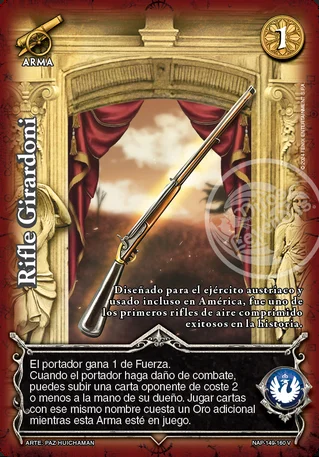 ARMA
1
Rifle Girardoni
Diseñado para el ejército austríaco y
usado incluso en América, fue uno de
los primeros rifles de aire comprimido
exitosos en la historia.
El portador gana 1 de Fuerza.
Cuando el portador haga daño de combate,
puedes subir una carta oponente de coste 2
o menos a la mano de su dueño. Jugar cartas
con ese mismo nombre cuesta un Oro adicional
mientras esta Arma esté en juego.
ARTE: PAZ HUICHAMAN
NAP-149-160 V